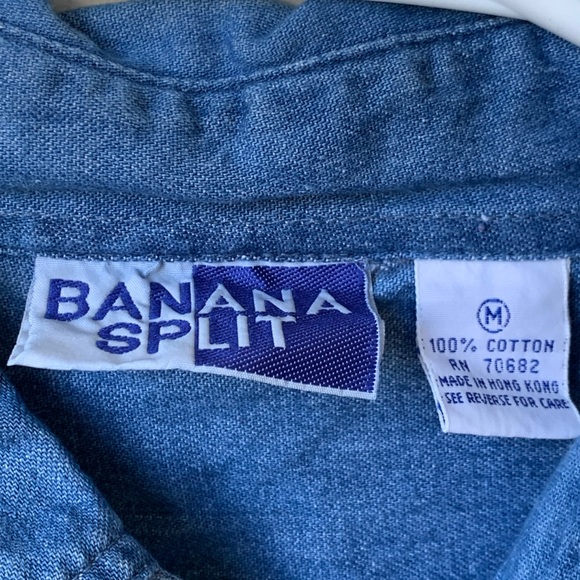 BANANA
SPLIT
M
100% COTTON
RN 70682
MADE IN HONG KONG
SEE REVERSE FOR CARE